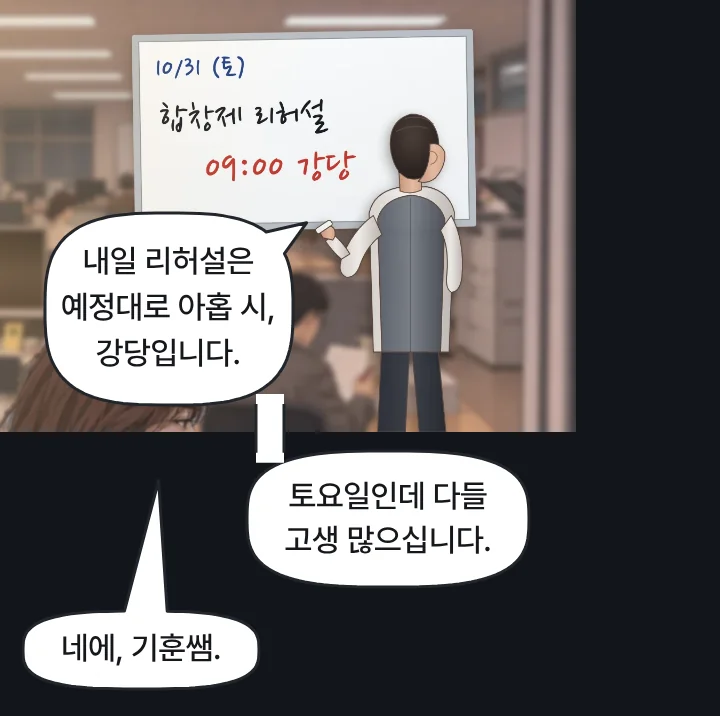 10/31 (토)
합창제 리허설
09:00 강당
내일 리허설은
예정대로 아홉 시,
강당입니다.
토요일인데 다들
고생 많으십니다.
네에, 기훈쌤.